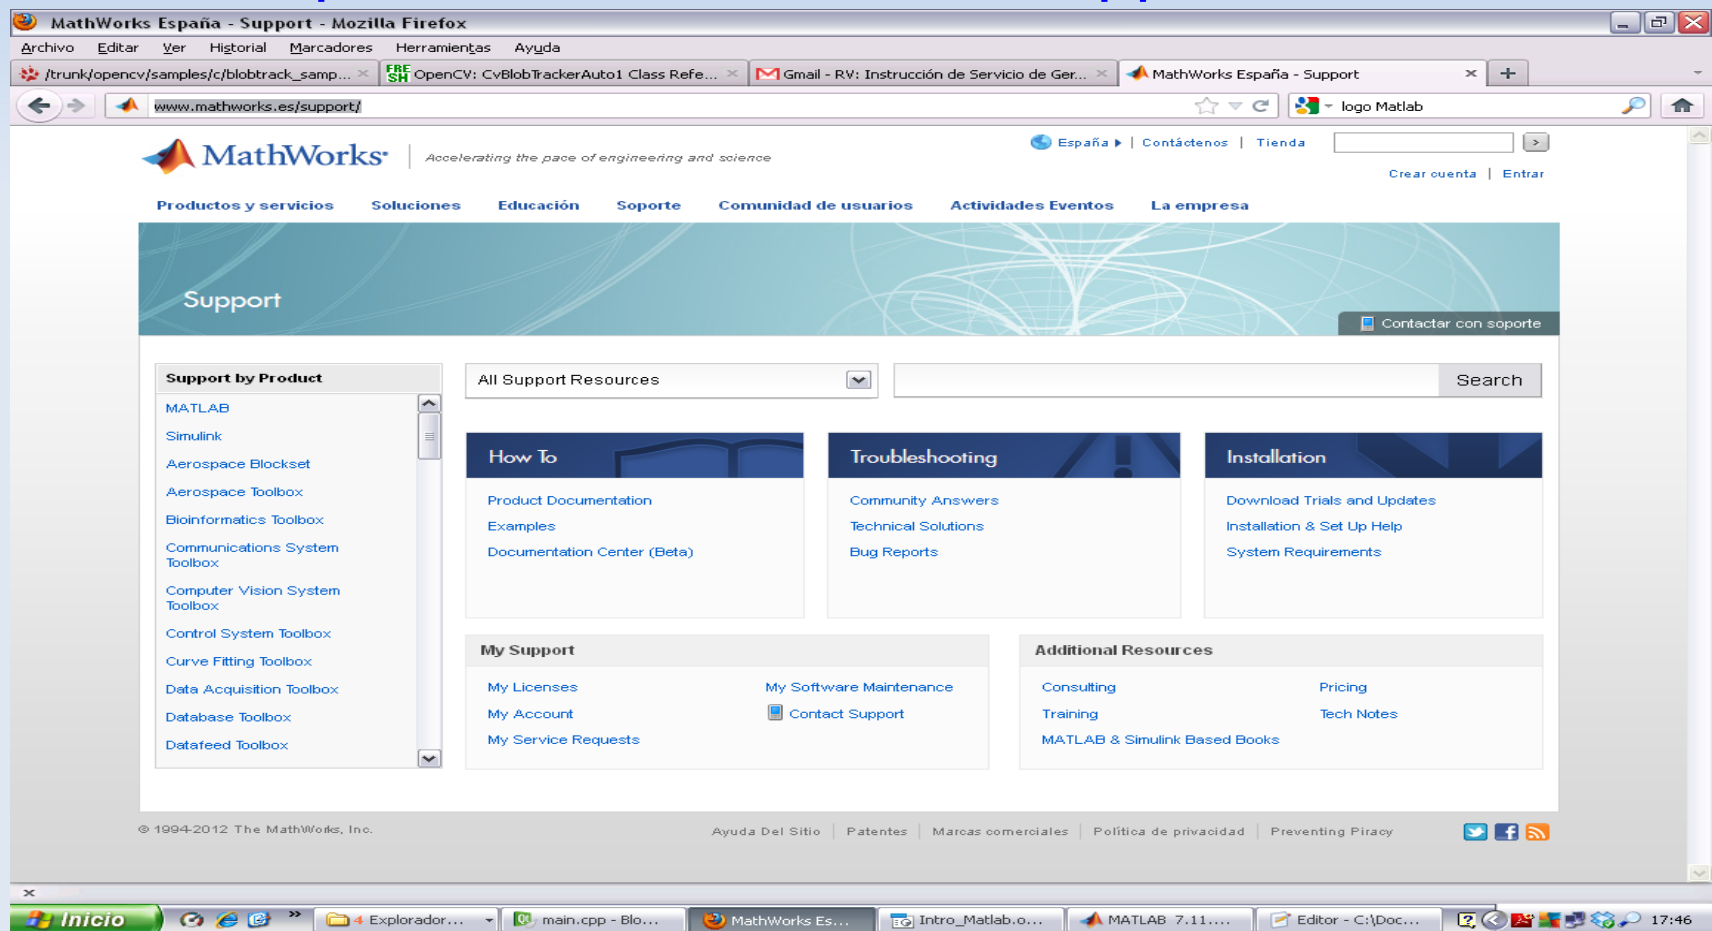 MathWorks España - Support - Mozilla Firefox
Archivo Editar Ver Historial Marcadores Herramientas Ayuda
/trunk/opencv/samples/c/blobtrack_samp... OpenCV: CvBlobTrackerAuto1 Class Refe... Gmail - RV: Instrucción de Servicio de Ger... MathWorks España - Support
www.mathworks.es/support/ logo Matlab
MathWorks Accelerating the pace of engineering and science España | Contáctenos | Tienda
Crear cuenta | Entrar
Productos y servicios Soluciones Educación Soporte Comunidad de usuarios Actividades Eventos La empresa
Support
Contactar con soporte
Support by Product
MATLAB
Simulink
Aerospace Blockset
Aerospace Toolbox
Bioinformatics Toolbox
Communications System
Toolbox
Computer Vision System
Toolbox
Control System Toolbox
Curve Fitting Toolbox
Data Acquisition Toolbox
Database Toolbox
Datafeed Toolbox
All Support Resources Search
How To
Product Documentation
Examples
Documentation Center (Beta)
Troubleshooting
Community Answers
Technical Solutions
Bug Reports
Installation
Download Trials and Updates
Installation & Set Up Help
System Requirements
My Support
My Licenses My Software Maintenance
My Account Contact Support
My Service Requests
Additional Resources
Consulting Pricing
Training Tech Notes
MATLAB & Simulink Based Books
© 1994-2012 The MathWorks, Inc. Ayuda Del Sitio | Patentes | Marcas comerciales | Política de privacidad | Preventing Piracy
Inicio 4 Explorador... main.cpp - Blo... MathWorks Es... Intro_Matlab.o... MATLAB 7.11.... Editor - C:\Doc... 17:46